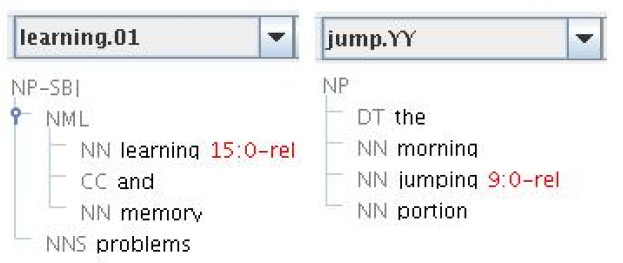 learning.01
NP-SBJ
NML
NN learning 15:0-rel
CC and
NN memory
NNS problems
jump.YY
NP
DT the
NN morning
NN jumping 9:0-rel
NN portion